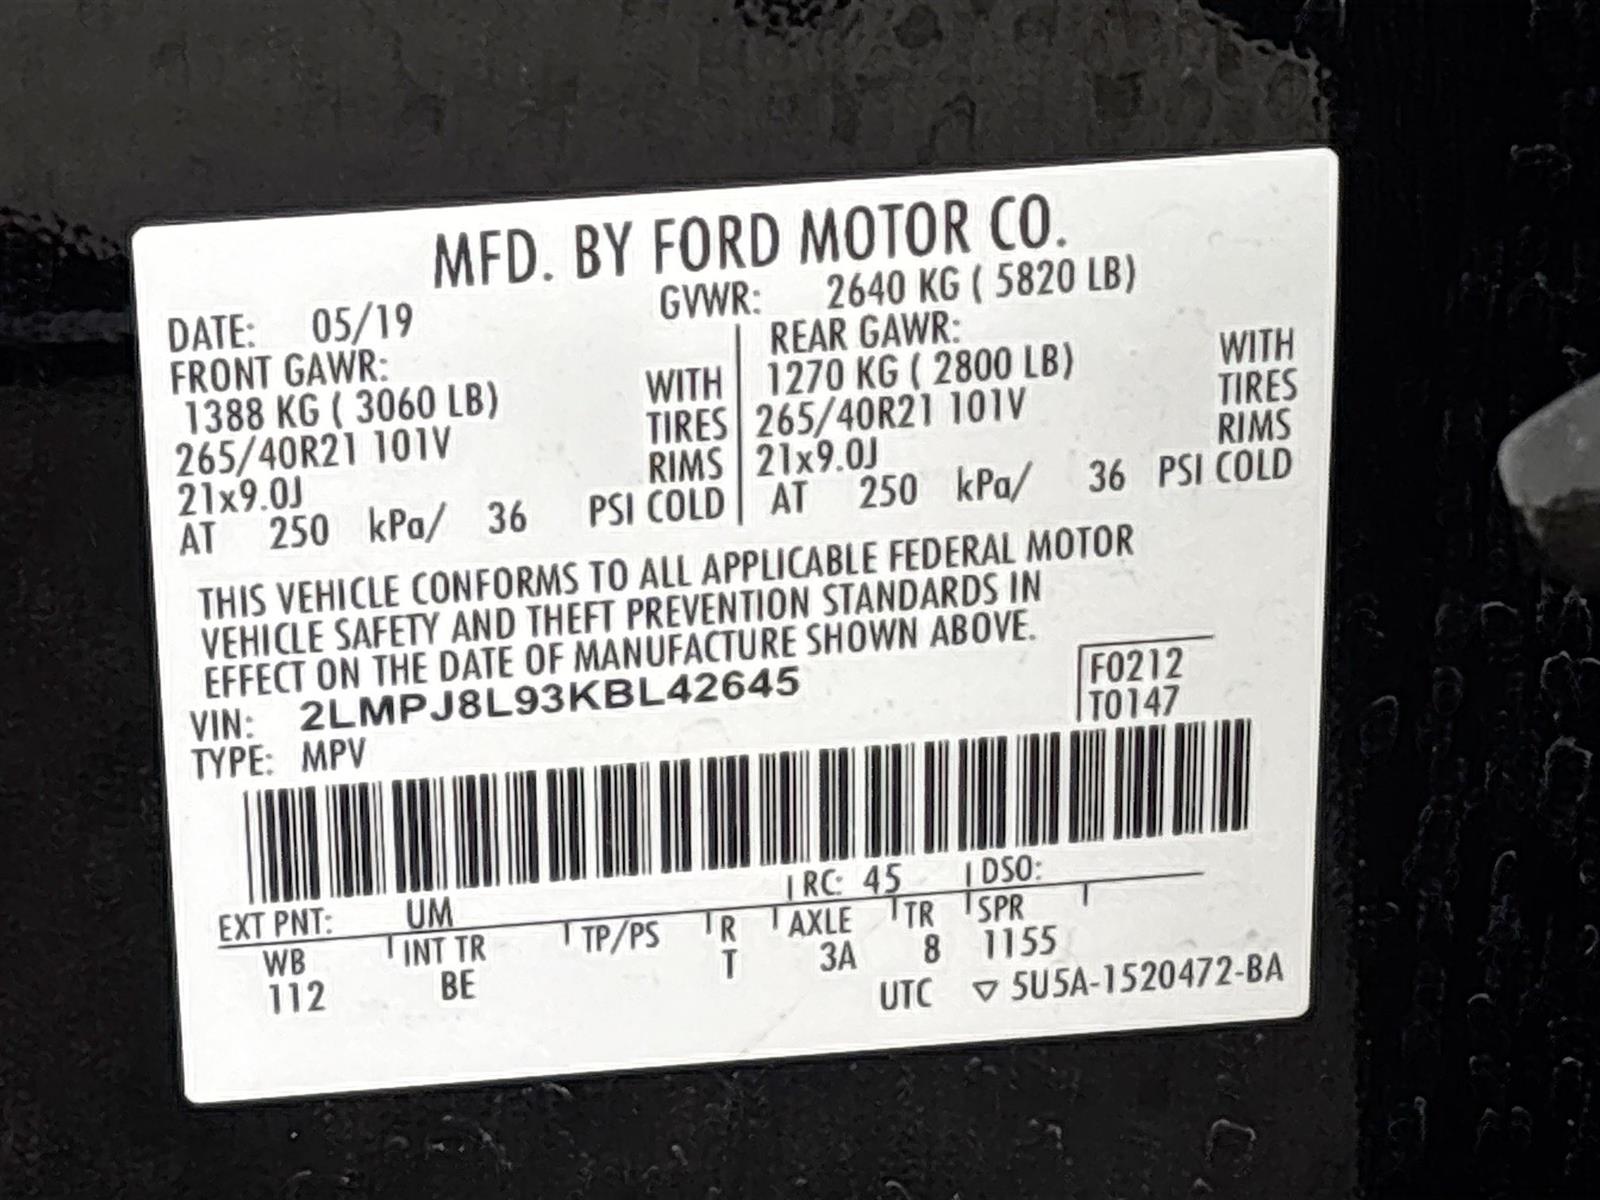 MFD. BY FORD MOTOR CO.
DATE: 05/19 GVWR: 2640 KG ( 5820 LB)
FRONT GAWR: REAR GAWR:
1388 KG ( 3060 LB) WITH 1270 KG ( 2800 LB) WITH
265/40R21 101V TIRES 265/40R21 101V TIRES
21x9.0J RIMS 21x9.0J RIMS
AT 250 kPa/ 36 PSI COLD AT 250 kPa/ 36 PSI COLD
THIS VEHICLE CONFORMS TO ALL APPLICABLE FEDERAL MOTOR
VEHICLE SAFETY AND THEFT PREVENTION STANDARDS IN
EFFECT ON THE DATE OF MANUFACTURE SHOWN ABOVE.
VIN: 2LMPJ8L93KBL42645 F0212
TYPE: MPV T0147
EXT PNT: UM RC: 45 DSO:
WB INT TR TP/PS R AXLE TR SPR
112 BE T 3A 8 1155
UTC ▽ 5U5A-1520472-BA